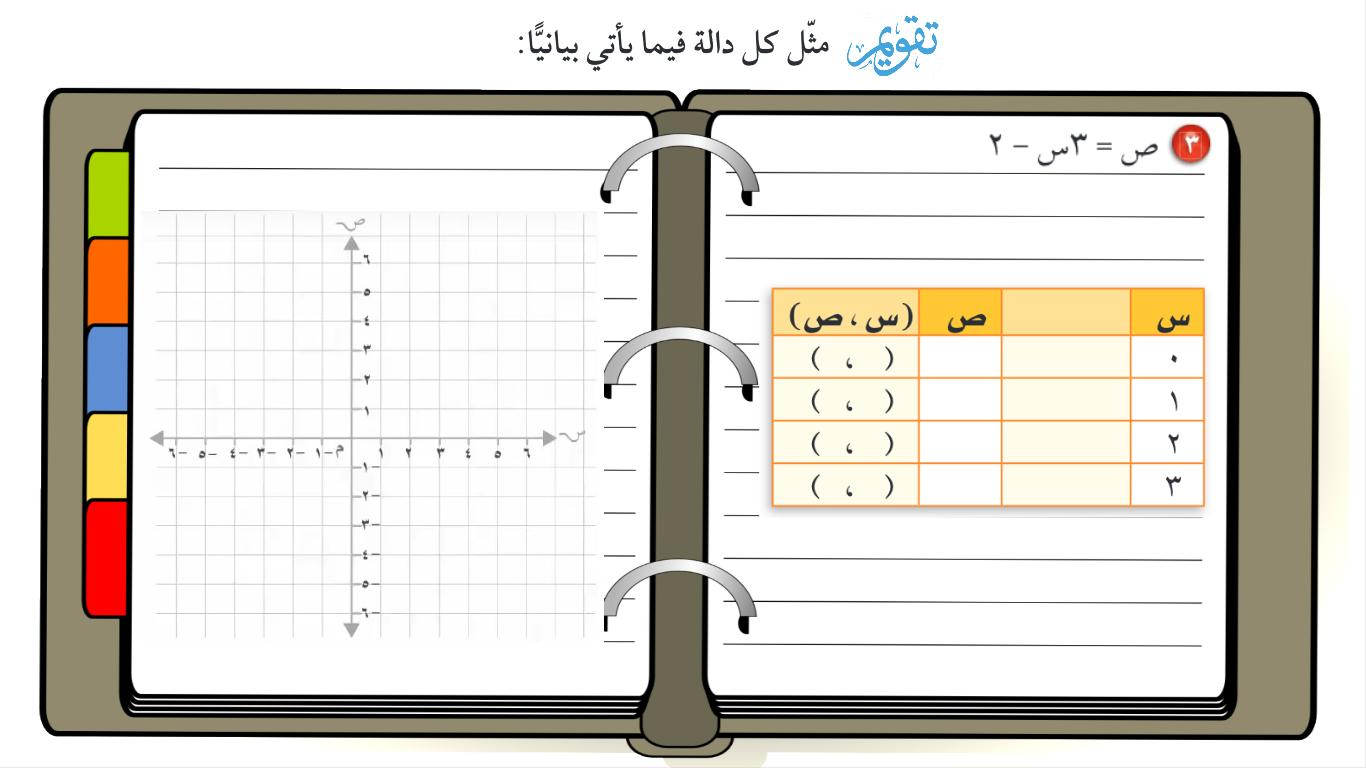 تقويم مثّل كل دالة فيما يأتي بيانيًّا:
٣ ص = ٣س – ٢
س ص (س ، ص)
٠ ( ، )
١ ( ، )
٢ ( ، )
٣ ( ، )
ص
٦
٥
٤
٣
٢
١
س
٦– ٥– ٤– ٣– ٢– ١– م ١ ٢ ٣ ٤ ٥ ٦
١–
٢–
٣–
٤–
٥–
٦–